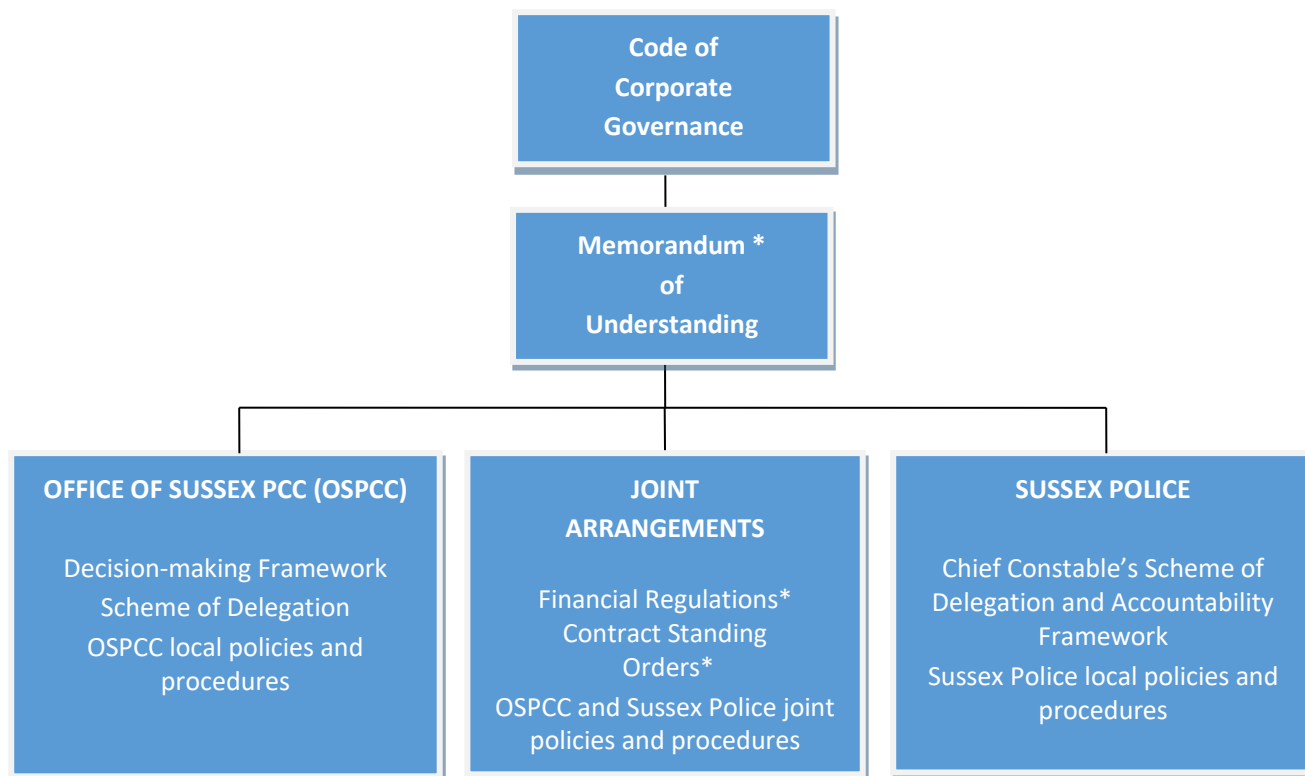 Code of
Corporate
Governance
Memorandum *
of
Understanding
OFFICE OF SUSSEX PCC (OSPCC)
Decision-making Framework
Scheme of Delegation
OSPCC local policies and
procedures
JOINT
ARRANGEMENTS
Financial Regulations*
Contract Standing
Orders*
OSPCC and Sussex Police joint
policies and procedures
SUSSEX POLICE
Chief Constable’s Scheme of
Delegation and Accountability
Framework
Sussex Police local policies and
procedures